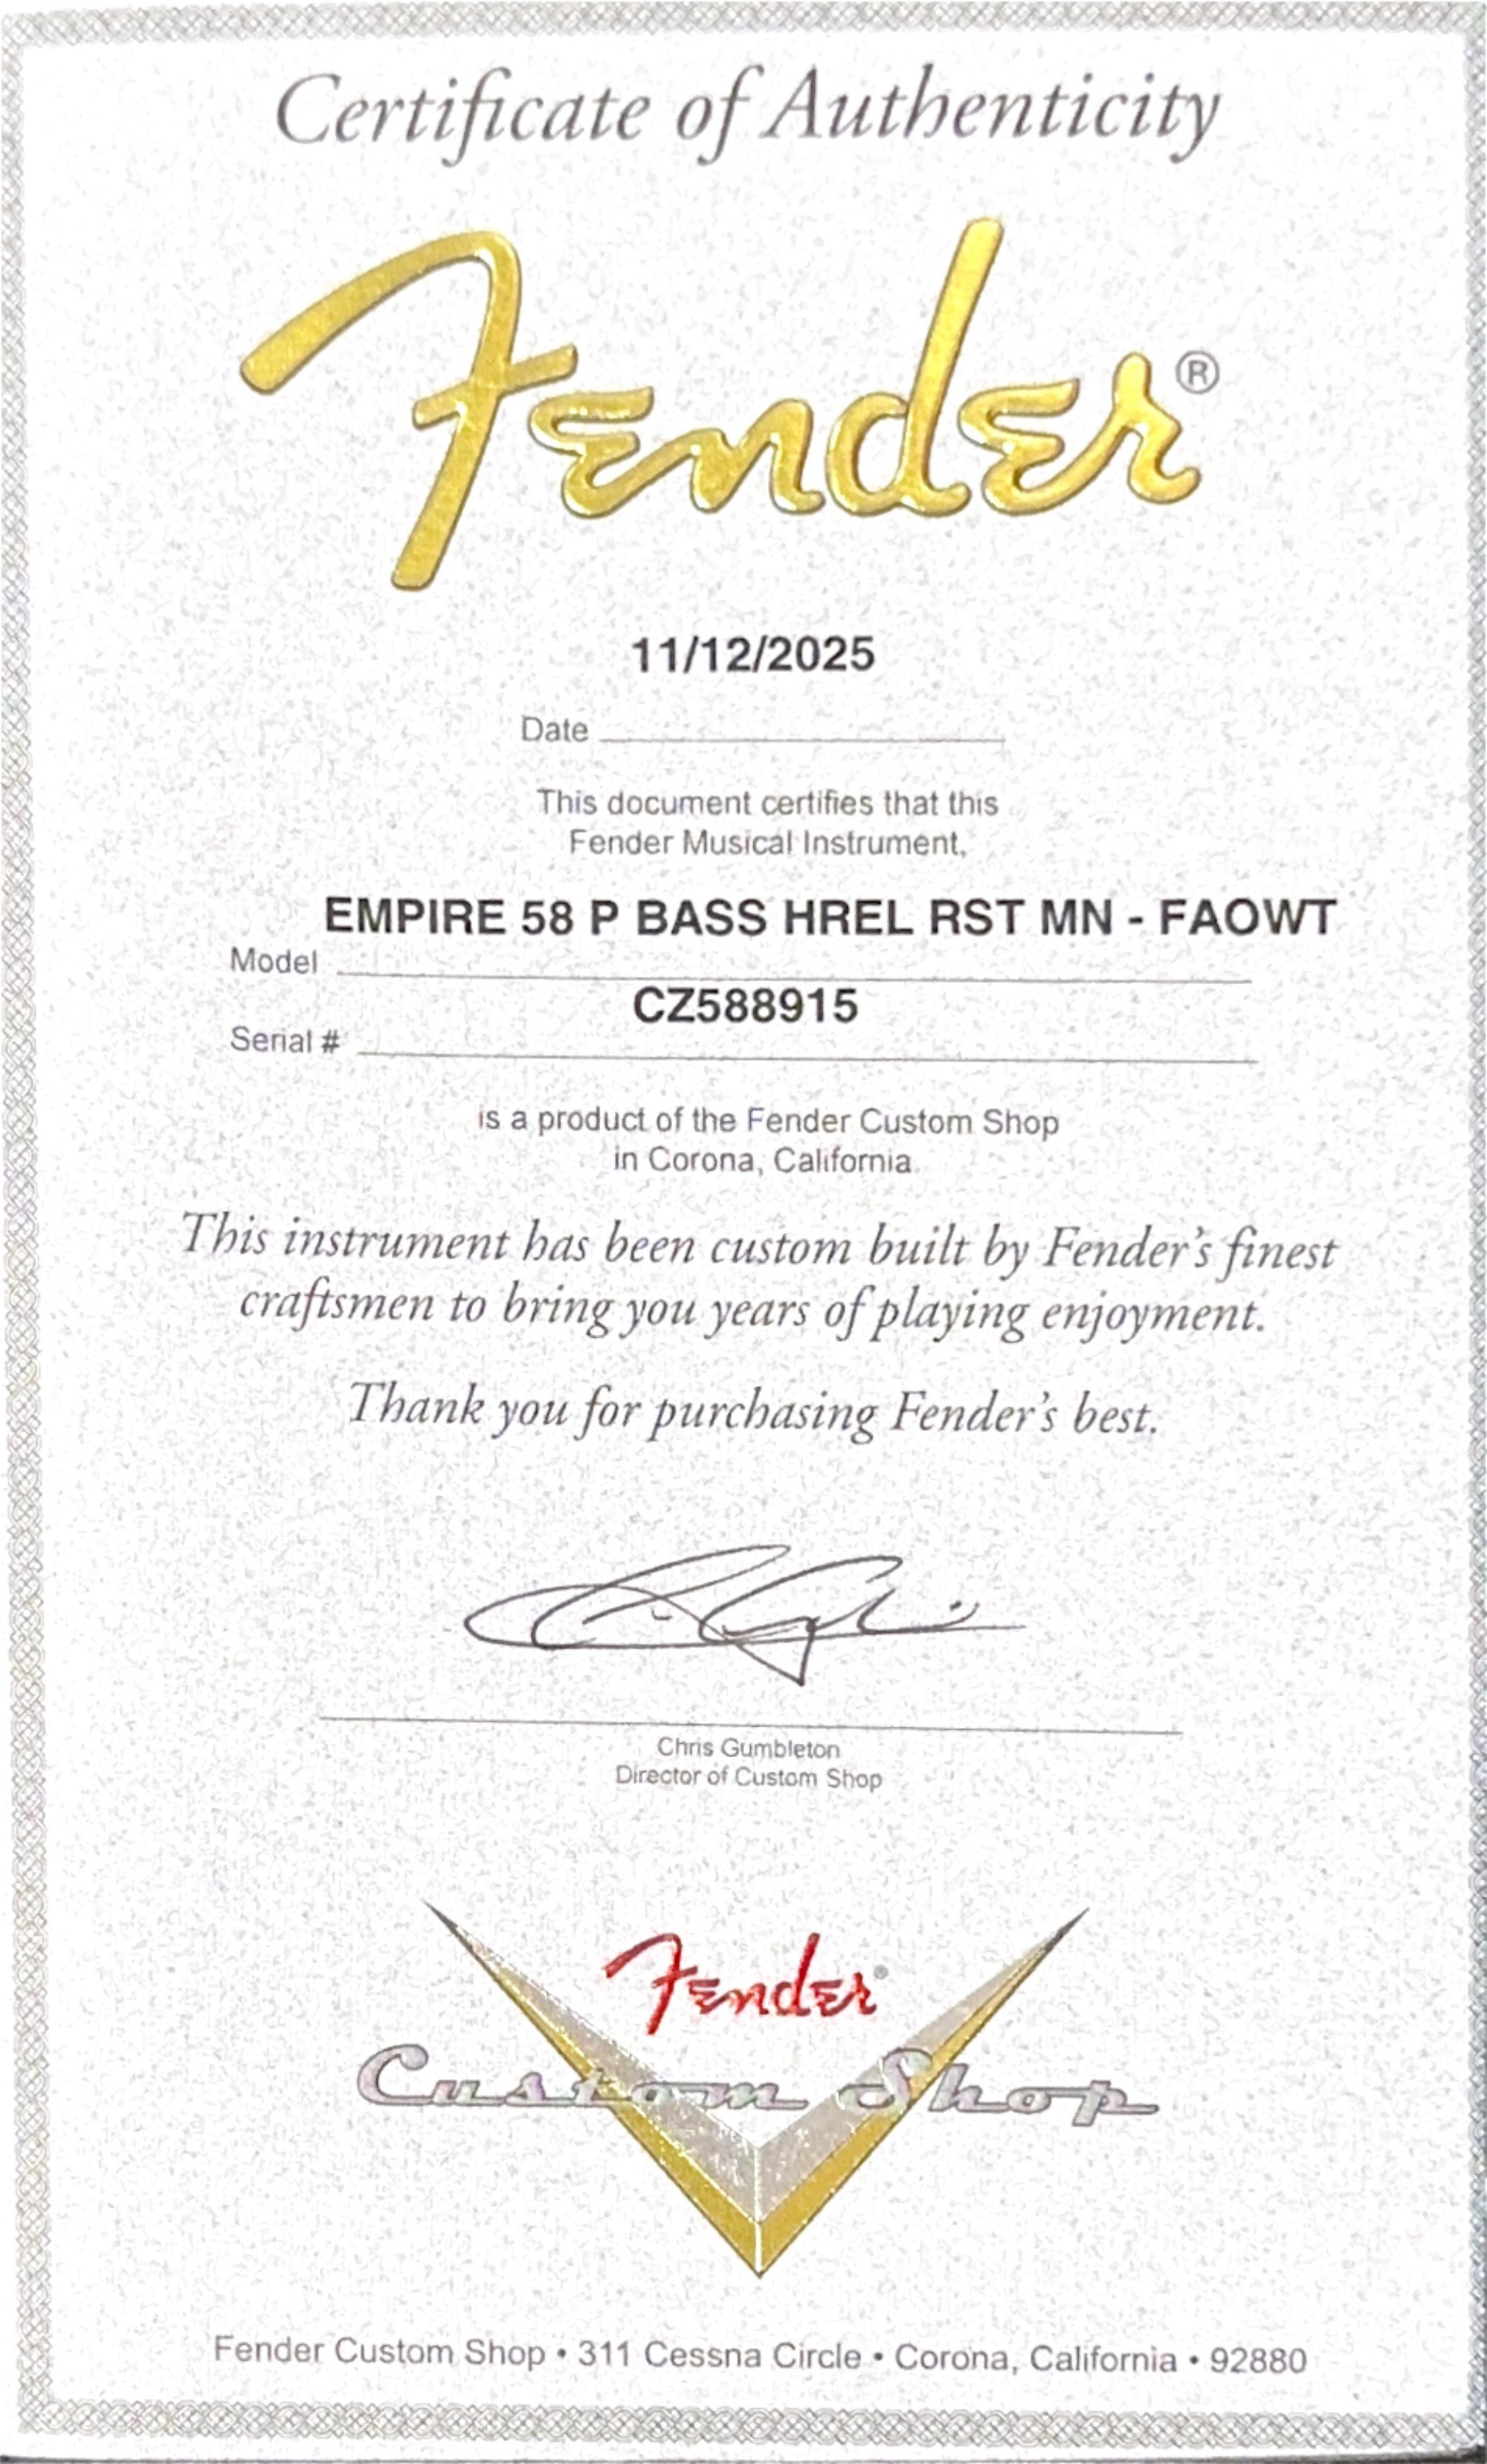 Certificate of Authenticity
Fender®
11/12/2025
Date
This document certifies that this
Fender Musical Instrument,
EMPIRE 58 P BASS HREL RST MN - FAOWT
Model
CZ588915
Serial #
is a product of the Fender Custom Shop
in Corona, California.
This instrument has been custom built by Fender's finest
craftsmen to bring you years of playing enjoyment.
Thank you for purchasing Fender's best.
Chris Gumbleton
Director of Custom Shop
Fender®
Custom Shop
Fender Custom Shop • 311 Cessna Circle • Corona, California • 92880